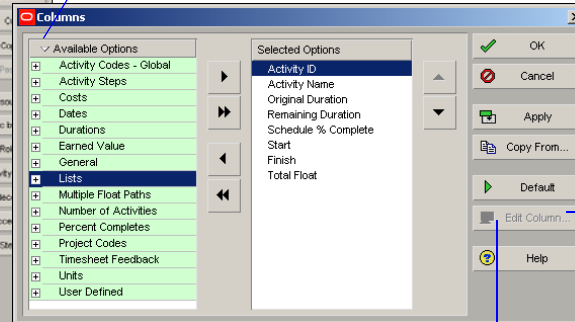 Columns
Available Options
Activity Codes - Global
Activity Steps
Costs
Dates
Durations
Earned Value
General
Lists
Multiple Float Paths
Number of Activities
Percent Completes
Project Codes
Timesheet Feedback
Units
User Defined
Selected Options
Activity ID
Activity Name
Original Duration
Remaining Duration
Schedule % Complete
Start
Finish
Total Float
OK
Cancel
Apply
Copy From...
Default
Edit Column...
Help